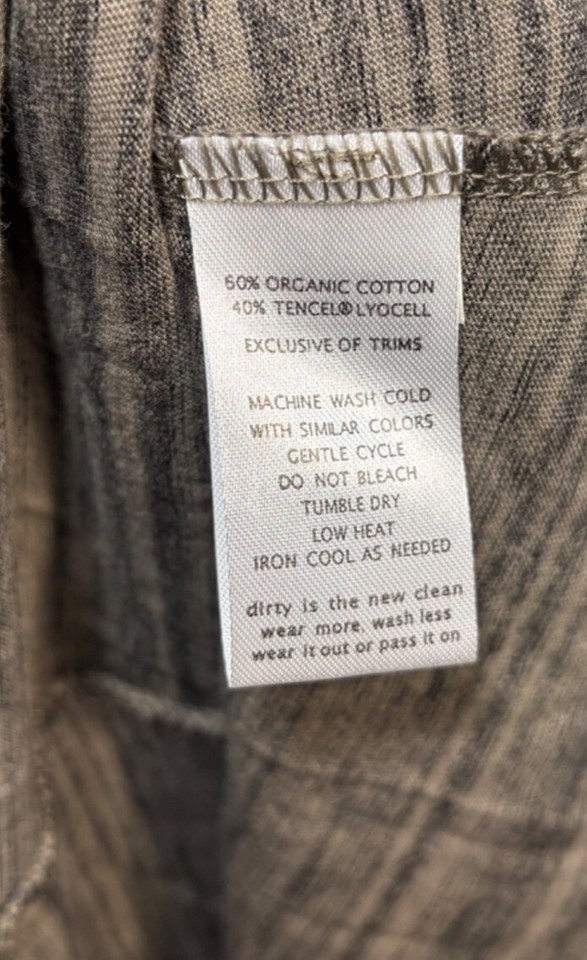 60% ORGANIC COTTON
40% TENCEL® LYOCELL
EXCLUSIVE OF TRIMS
MACHINE WASH COLD
WITH SIMILAR COLORS
GENTLE CYCLE
DO NOT BLEACH
TUMBLE DRY
LOW HEAT
IRON COOL AS NEEDED
dirty is the new clean
wear more, wash less
wear it out or pass it on